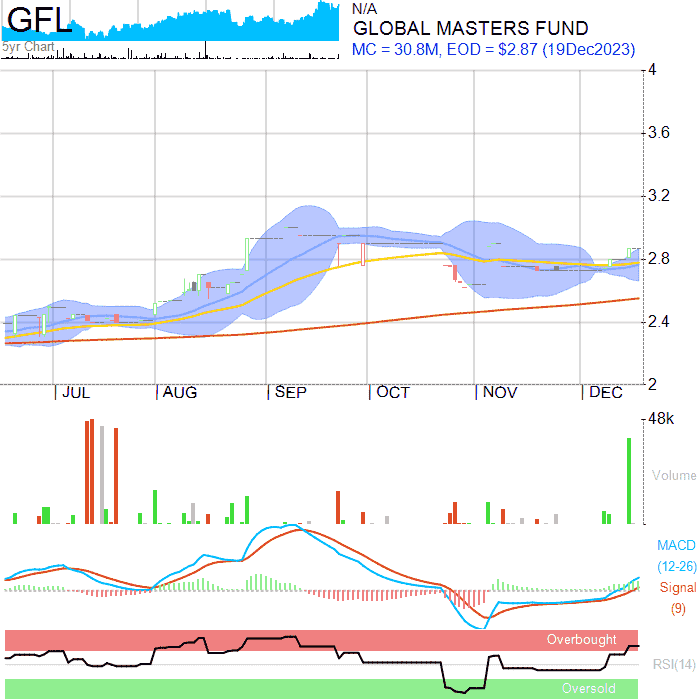 GFL
5yr Chart
N/A
GLOBAL MASTERS FUND
MC = 30.8M, EOD = $2.87 (19Dec2023)
4
3.6
3.2
2.8
2.4
2
JUL AUG SEP OCT NOV DEC
48k
Volume
MACD
(12-26)
Signal
(9)
Overbought
RSI(14)
Oversold